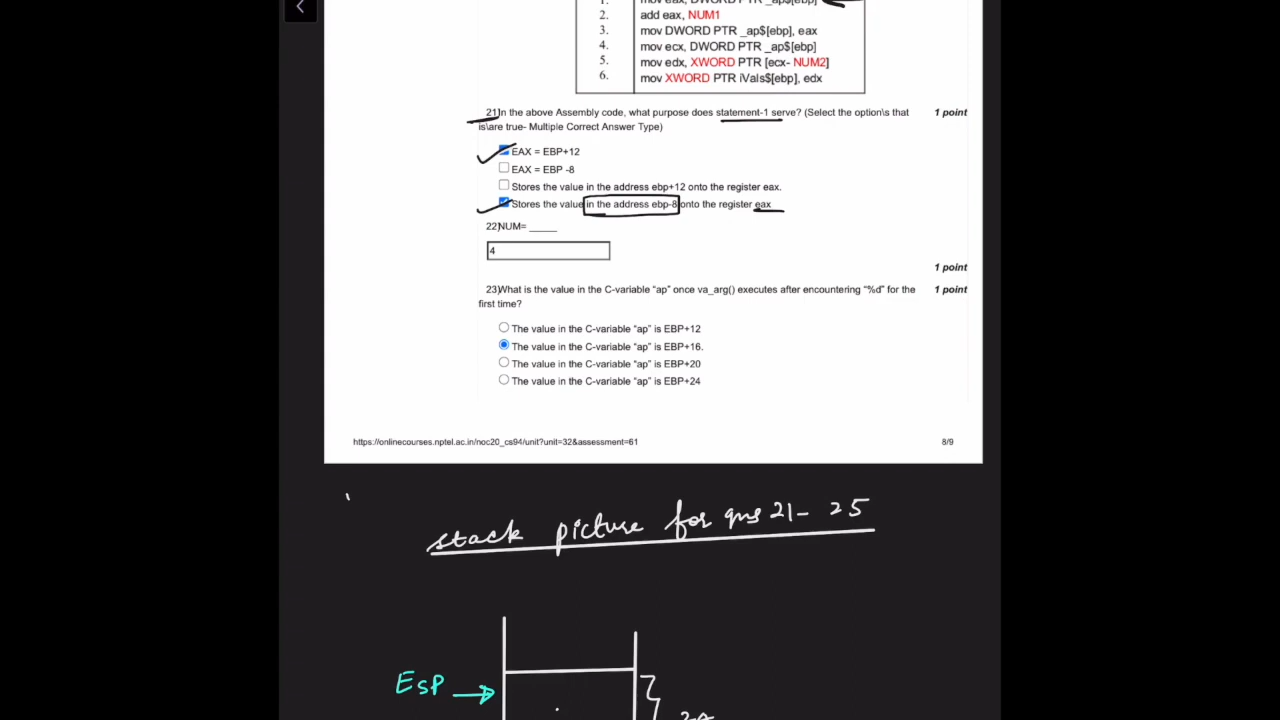 1. mov eax, DWORD PTR _ap$[ebp]
2. add eax, NUM1
3. mov DWORD PTR _ap$[ebp], eax
4. mov ecx, DWORD PTR _ap$[ebp]
5. mov edx, XWORD PTR [ecx- NUM2]
6. mov XWORD PTR iVals$[ebp], edx
21)In the above Assembly code, what purpose does statement-1 serve? (Select the option\s that 1 point
is\are true- Multiple Correct Answer Type)
EAX = EBP+12
EAX = EBP -8
Stores the value in the address ebp+12 onto the register eax.
Stores the value in the address ebp-8 onto the register eax
22)NUM= _____
4
1 point
23)What is the value in the C-variable “ap” once va_arg() executes after encountering “%d” for the 1 point
first time?
The value in the C-variable “ap” is EBP+12
The value in the C-variable “ap” is EBP+16.
The value in the C-variable “ap” is EBP+20
The value in the C-variable “ap” is EBP+24
https://onlinecourses.nptel.ac.in/noc20_cs94/unit?unit=32&assessment=61 8/9
stack picture for qns 21- 25
ESP